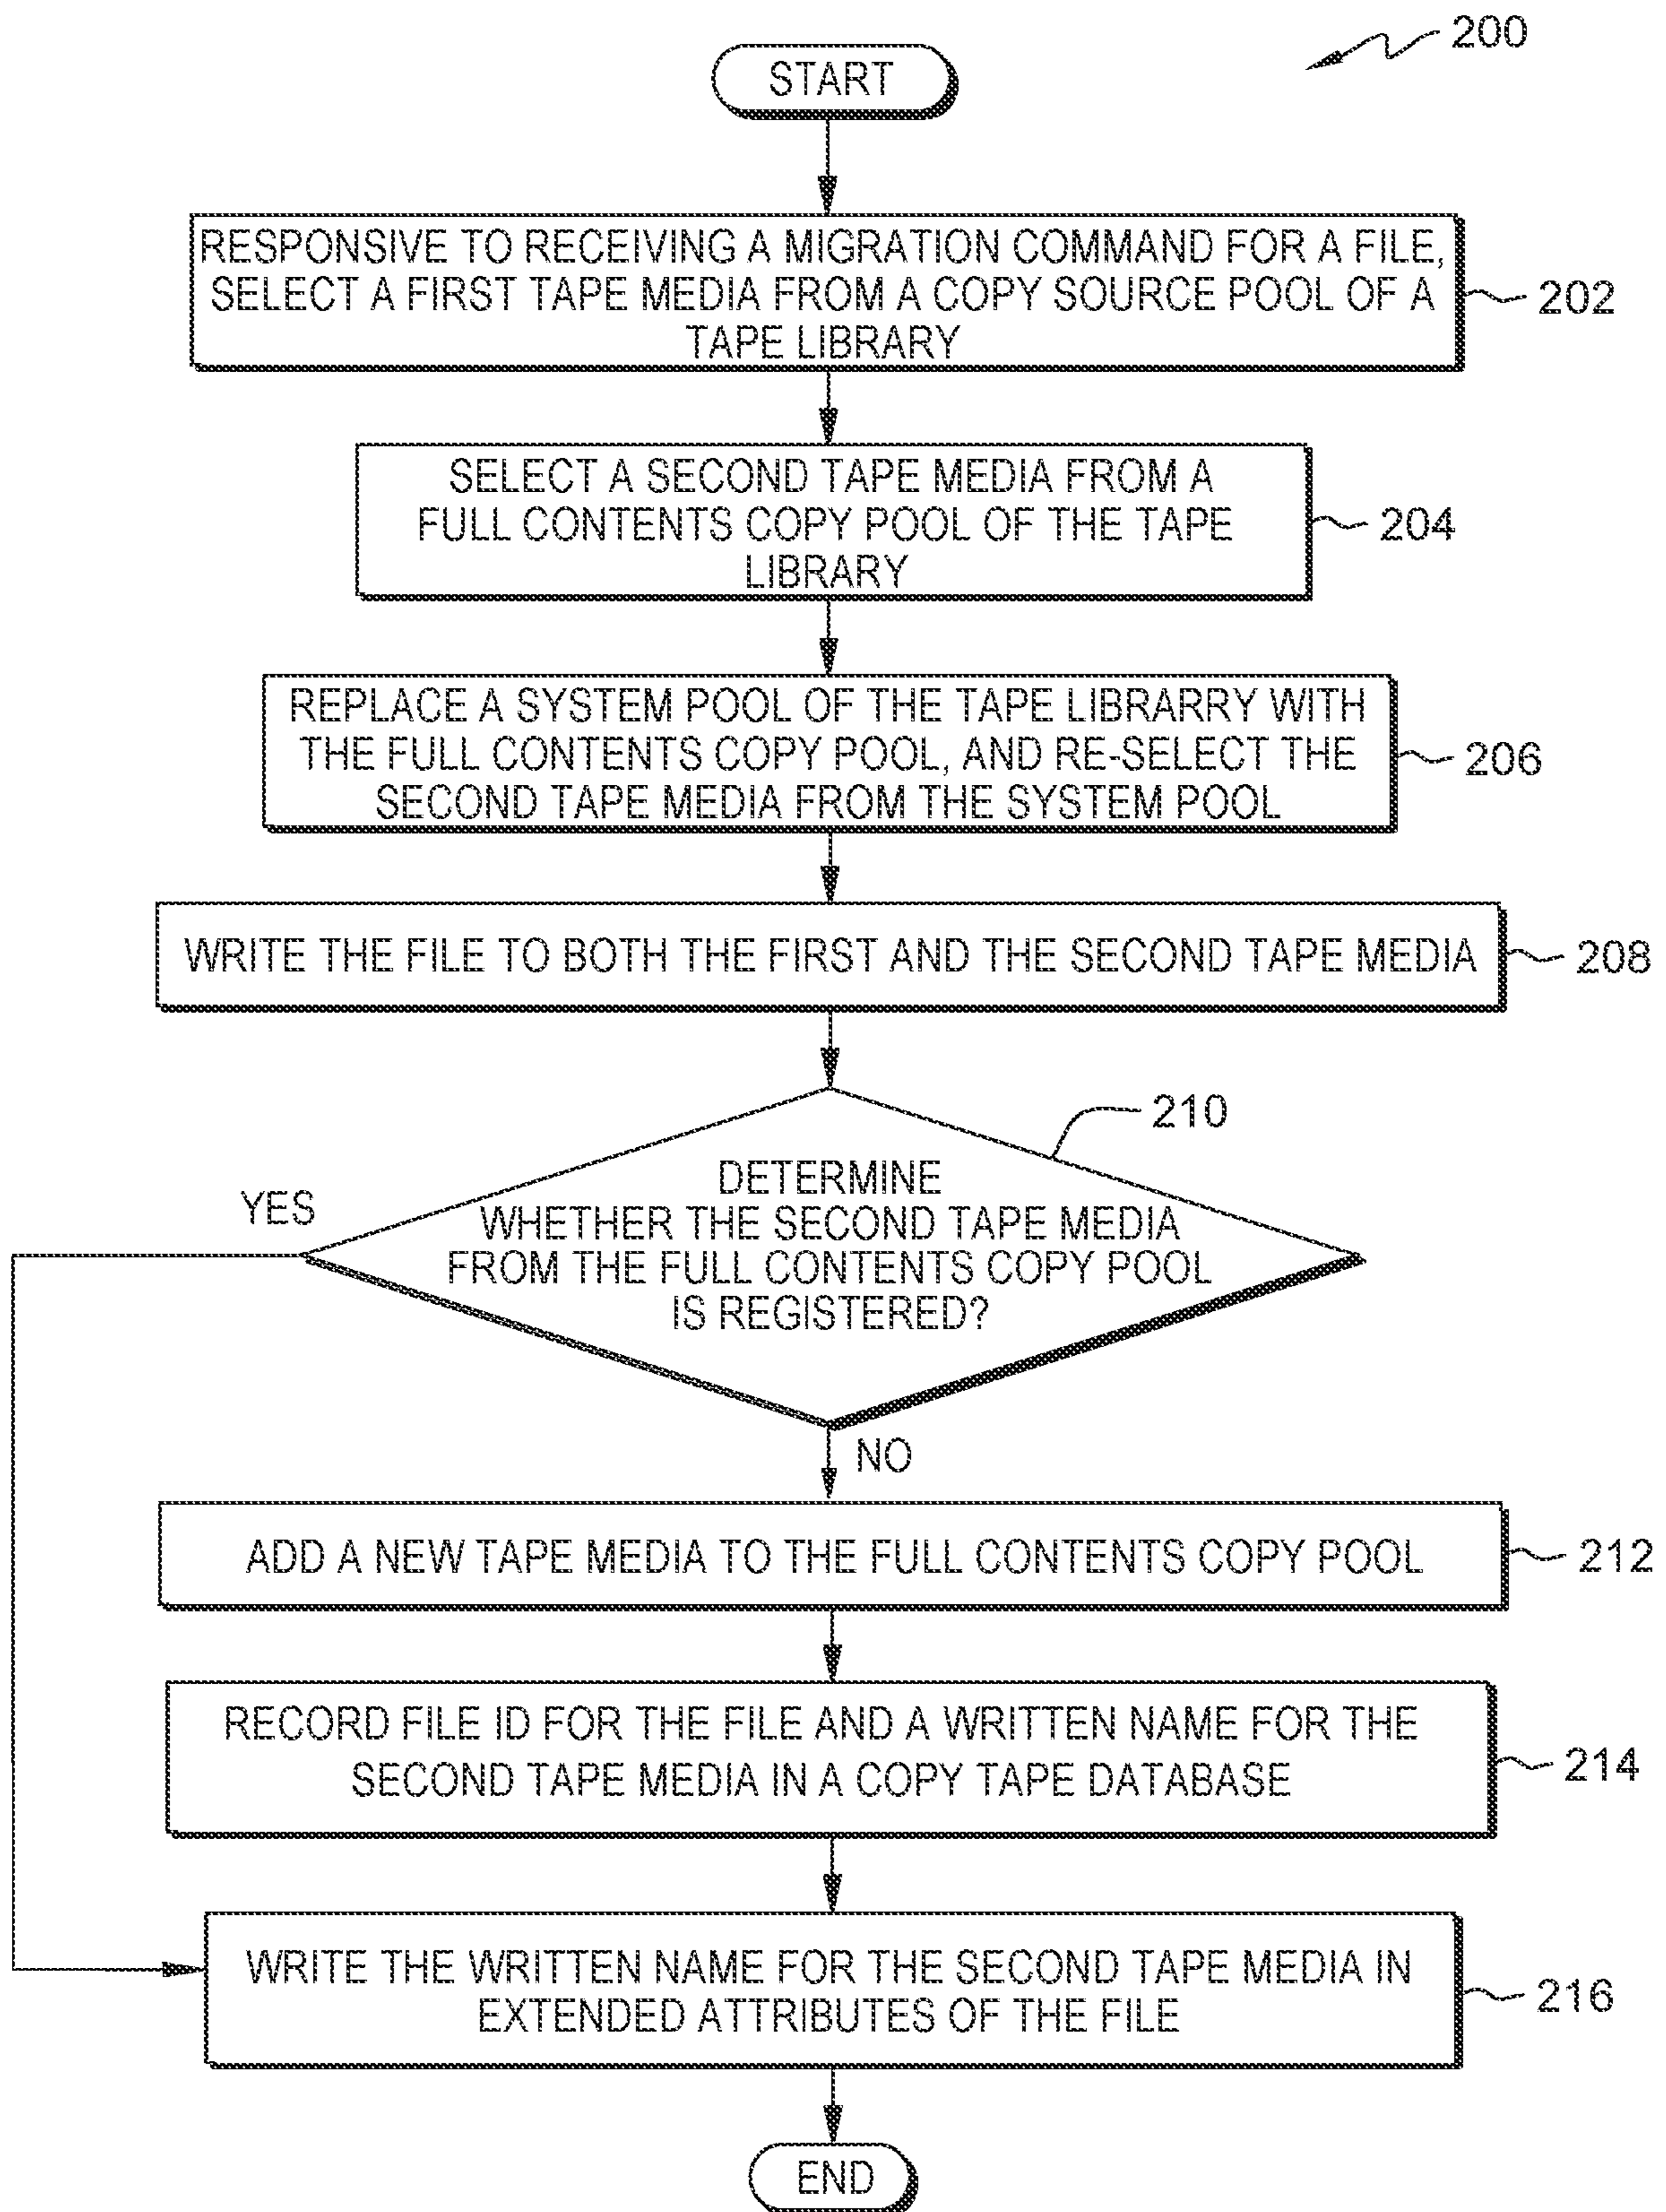 200
START
RESPONSIVE TO RECEIVING A MIGRATION COMMAND FOR A FILE,
SELECT A FIRST TAPE MEDIA FROM A COPY SOURCE POOL OF A
TAPE LIBRARY
202
SELECT A SECOND TAPE MEDIA FROM A
FULL CONTENTS COPY POOL OF THE TAPE
LIBRARY
204
REPLACE A SYSTEM POOL OF THE TAPE LIBRARRY WITH
THE FULL CONTENTS COPY POOL, AND RE-SELECT THE
SECOND TAPE MEDIA FROM THE SYSTEM POOL
206
WRITE THE FILE TO BOTH THE FIRST AND THE SECOND TAPE MEDIA
208
210
DETERMINE
WHETHER THE SECOND TAPE MEDIA
FROM THE FULL CONTENTS COPY POOL
IS REGISTERED?
YES
NO
ADD A NEW TAPE MEDIA TO THE FULL CONTENTS COPY POOL
212
RECORD FILE ID FOR THE FILE AND A WRITTEN NAME FOR THE
SECOND TAPE MEDIA IN A COPY TAPE DATABASE
214
WRITE THE WRITTEN NAME FOR THE SECOND TAPE MEDIA IN
EXTENDED ATTRIBUTES OF THE FILE
216
END